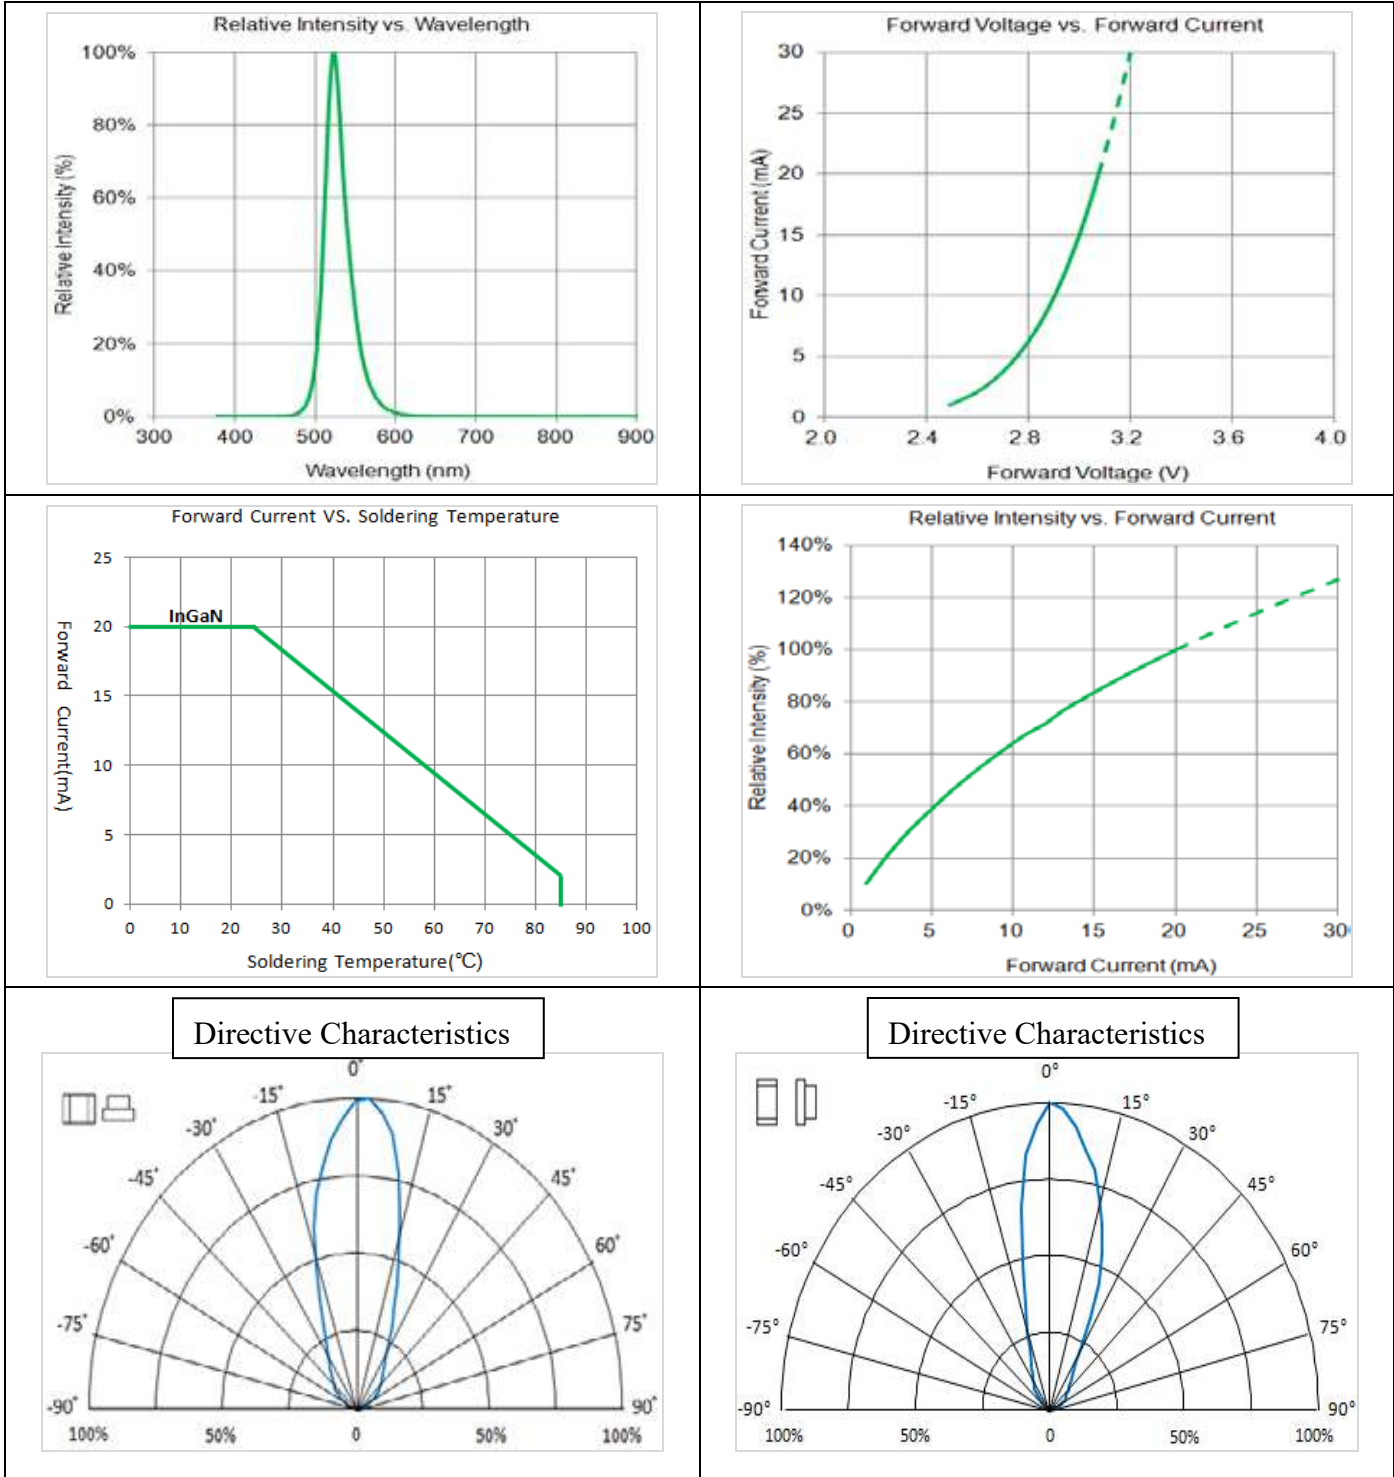 Relative Intensity vs. Wavelength
100%
80%
60%
40%
20%
0%
Relative Intensity (%)
300 400 500 600 700 800 900
Wavelength (nm)
Forward Voltage vs. Forward Current
30
25
20
15
10
5
0
Forward Current (mA)
2.0 2.4 2.8 3.2 3.6 4.0
Forward Voltage (V)
Forward Current VS. Soldering Temperature
25
20
15
10
5
0
InGaN
Forward Current(mA)
0 10 20 30 40 50 60 70 80 90 100
Soldering Temperature(℃)
Relative Intensity vs. Forward Current
140%
120%
100%
80%
60%
40%
20%
0%
Relative Intensity (%)
0 5 10 15 20 25 30
Forward Current (mA)
Directive Characteristics
0°
-15° 15°
-30° 30°
-45° 45°
-60° 60°
-75° 75°
-90° 90°
100% 50% 0 50% 100%
Directive Characteristics
0°
-15° 15°
-30° 30°
-45° 45°
-60° 60°
-75° 75°
-90° 90°
100% 50% 0 50% 100%